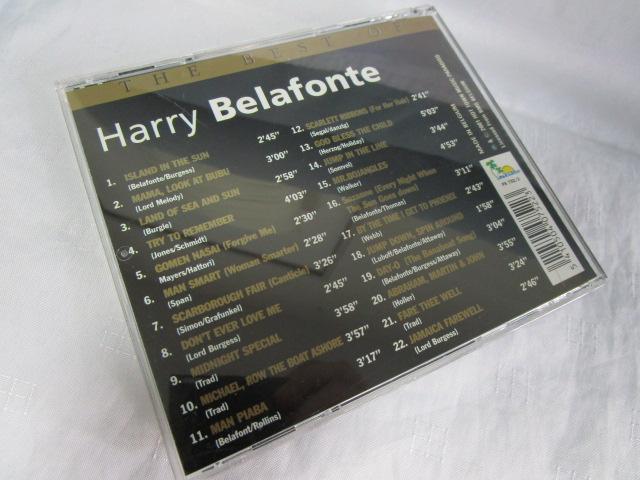 THE BEST OF
Harry Belafonte
1. ISLAND IN THE SUN 2'45"
(Belafonte/Burgess)
2. MAMA, LOOK AT BUBU 3'00"
(Lord Melody)
3. LAND OF SEA AND SUN 2'58"
(Burgie)
4. TRY TO REMEMBER 4'03"
(Jones/Schmidt)
5. GOMEN NASAI (Forgive Me) 2'30"
Mayers/Hattori)
6. MAN SMART (Woman Smarter) 2'28"
(Span)
7. SCARBOROUGH FAIR (Canticle) 3'26"
(Simon/Grafunkel)
8. DON'T EVER LOVE ME 2'45"
(Lord Burgess)
9. MIDNIGHT SPECIAL 3'58"
(Trad)
10. MICHAEL, ROW THE BOAT ASHORE 3'57"
(Trad)
11. MAN PIABA 3'17"
(Belafont/Rollins)
12. SCARLETT RIBBONS (For Her Hair) 2'41"
(Segal/danzig)
13. GOD BLESS THE CHILD 5'03"
(Herzog/Holiday)
14. JUMP IN THE LINE 3'44"
(Samvel)
15. MR.BOJANGLES 4'53"
(Walker)
16. Suzanne (Every Night When
The Sun Goes down) 3'11"
(Belafonte/Thomas)
17. BY THE TIME I GET TO PHOENIX 2'43"
(Webb)
18. JUMP DOWN, SPIN AROUND 1'58"
(Luboff/Belafonte/Attaway)
19. DAY-O (The Banaboat Song) 3'04"
(Belafonte/Burgess/Attaway)
20. ABRAHAM, MARTIN & JOHN 3'55"
(Holler)
21. FARE THEE WELL 3'24"
(Trad)
22. JAMAICA FAREWELL 2'46"
(Lord Burgess)
MADE IN BELGIUM